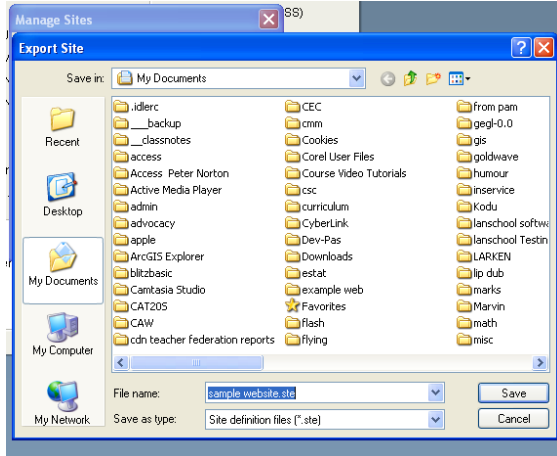 SS)
Manage Sites
Export Site
Save in: My Documents
.idlerc CEC from pam
___backup cmm gegl-0.0
__classnotes Cookies gis
access Corel User Files goldwave
Access Peter Norton Course Video Tutorials humour
Active Media Player csc inservice
admin curriculum Kodu
advocacy CyberLink lanschool softwa
apple Dev-Pas lanschool Testin
ArcGIS Explorer Downloads LARKEN
blitzbasic estat lip dub
Camtasia Studio example web marks
CAT20S Favorites Marvin
CAW flash math
cdn teacher federation reports flying misc
Recent
Desktop
My Documents
My Computer
My Network
File name: sample website.ste Save
Save as type: Site definition files (*.ste) Cancel